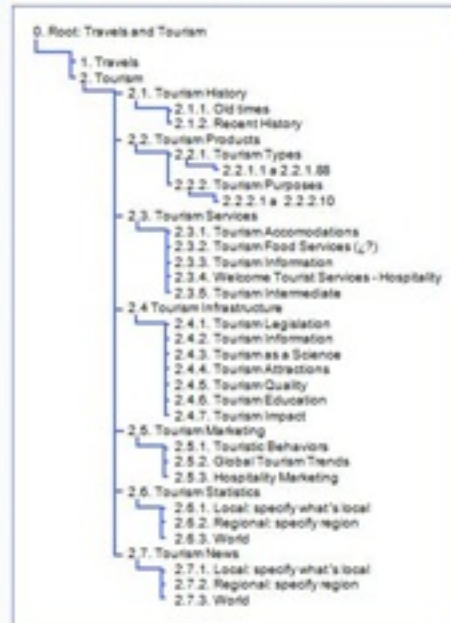 0. Root: Travels and Tourism
1. Travels
2. Tourism
2.1. Tourism History
2.1.1. Old times
2.1.2. Recent History
2.2. Tourism Products
2.2.1. Tourism Types
2.2.1.1 a 2.2.1.88
2.2.2. Tourism Purposes
2.2.2.1 a 2.2.2.10
2.3. Tourism Services
2.3.1. Tourism Accomodations
2.3.2. Tourism Food Services (¿?)
2.3.3. Tourism Information
2.3.4. Welcome Tourist Services - Hospitality
2.3.5. Tourism Intermediate
2.4 Tourism Infrastructure
2.4.1. Tourism Legislation
2.4.2. Tourism Information
2.4.3. Tourism as a Science
2.4.4. Tourism Attractions
2.4.5. Tourism Quality
2.4.6. Tourism Education
2.4.7. Tourism Impact
2.5. Tourism Marketing
2.5.1. Touristic Behaviors
2.5.2. Global Tourism Trends
2.5.3. Hospitality Marketing
2.6. Tourism Statistics
2.6.1. Local: specify what's local
2.6.2. Regional: specify region
2.6.3. World
2.7. Tourism News
2.7.1. Local: specify what's local
2.7.2. Regional: specify region
2.7.3. World